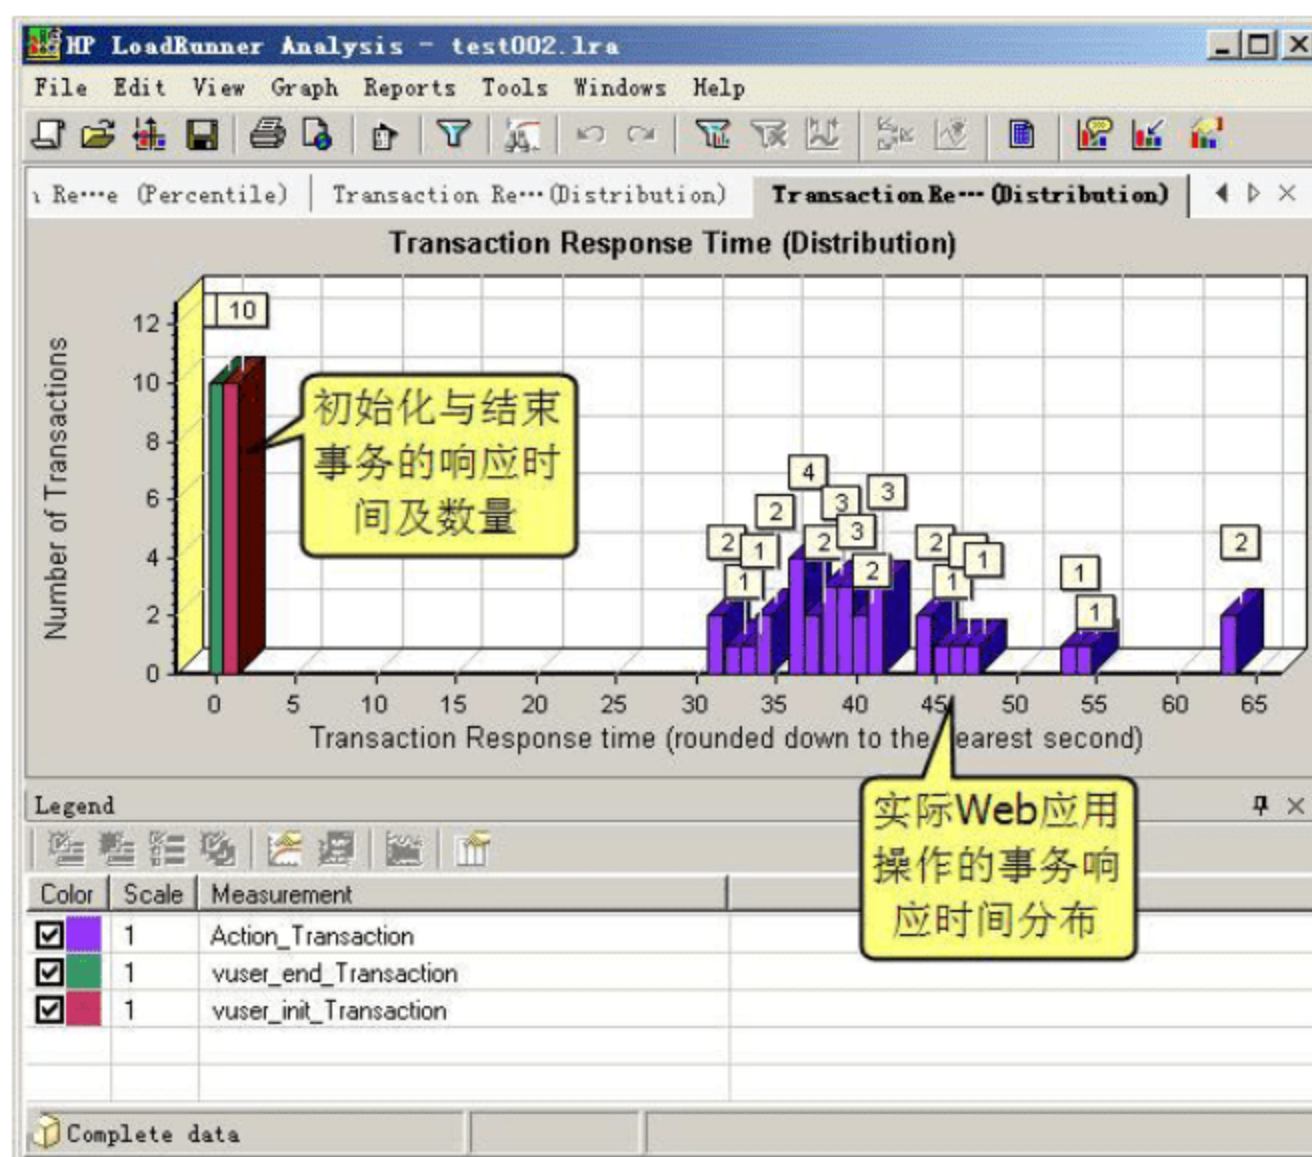 HP LoadRunner Analysis - test002.lra
File Edit View Graph Reports Tools Windows Help
Re···e (Percentile) Transaction Re···(Distribution) Transaction Re···(Distribution)
Transaction Response Time (Distribution)
Number of Transactions
12
10
8
6
4
2
0
10
初始化与结束
事务的响应时
间及数量
2
1
1
2
4
2
3
3
2
3
2
1
1
1
1
2
0 5 10 15 20 25 30 35 40 45 50 55 60 65
Transaction Response time (rounded down to the earest second)
实际Web应用
操作的事务响
应时间分布
Legend
Color Scale Measurement
1 Action_Transaction
1 vuser_end_Transaction
1 vuser_init_Transaction
Complete data